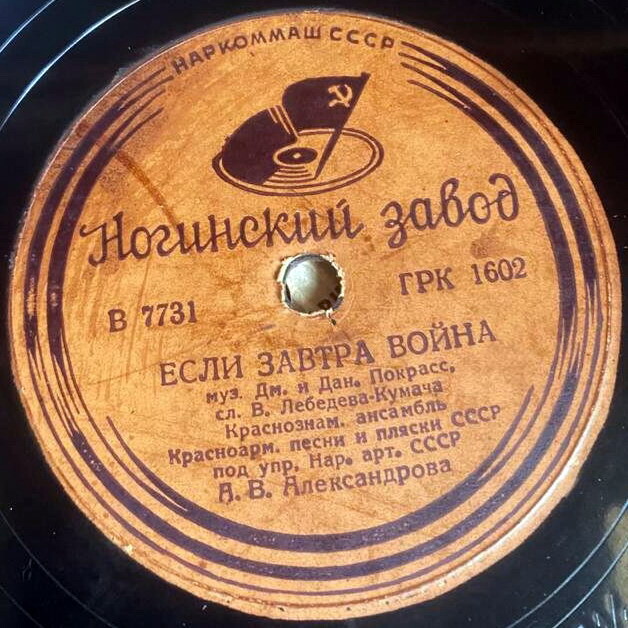 НАРКОММАШ СССР
Ногинский завод
В 7731 ГРК 1602
ЕСЛИ ЗАВТРА ВОЙНА
муз. Дм. и Дан. Покрасс,
сл. В. Лебедева-Кумача
Краснознам. ансамбль
Красноарм. песни и пляски СССР
под упр. Нар. арт. СССР
А. В. Александрова